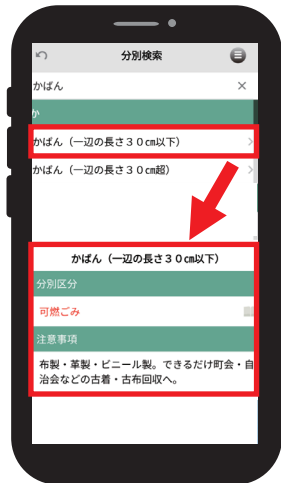 分別検索
かばん
か
かばん（一辺の長さ３０㎝以下）
かばん（一辺の長さ３０㎝超）
かばん（一辺の長さ３０㎝以下）
分別区分
可燃ごみ
注意事項
布製・革製・ビニール製。できるだけ町会・自
治会などの古着・古布回収へ。